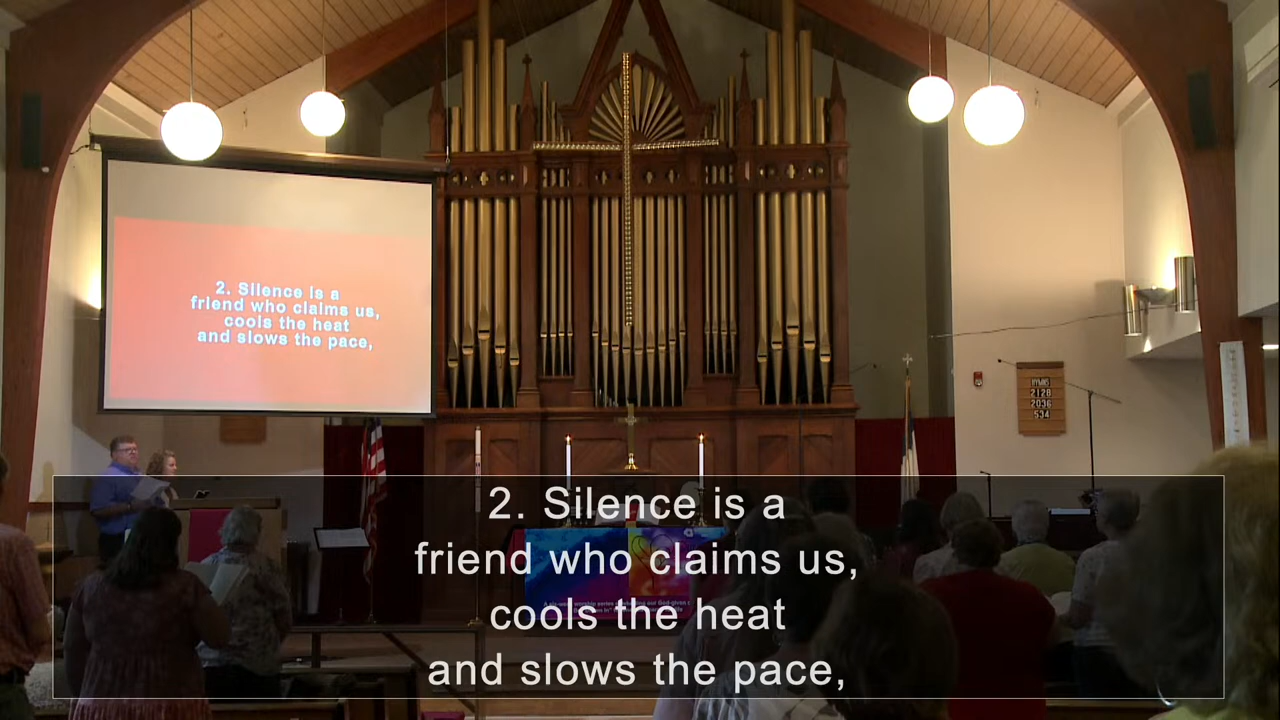 2. Silence is a
friend who claims us,
cools the heat
and slows the pace,
HYMNS
2128
2036
534
2. Silence is a
friend who claims us,
cools the heat
and slows the pace,